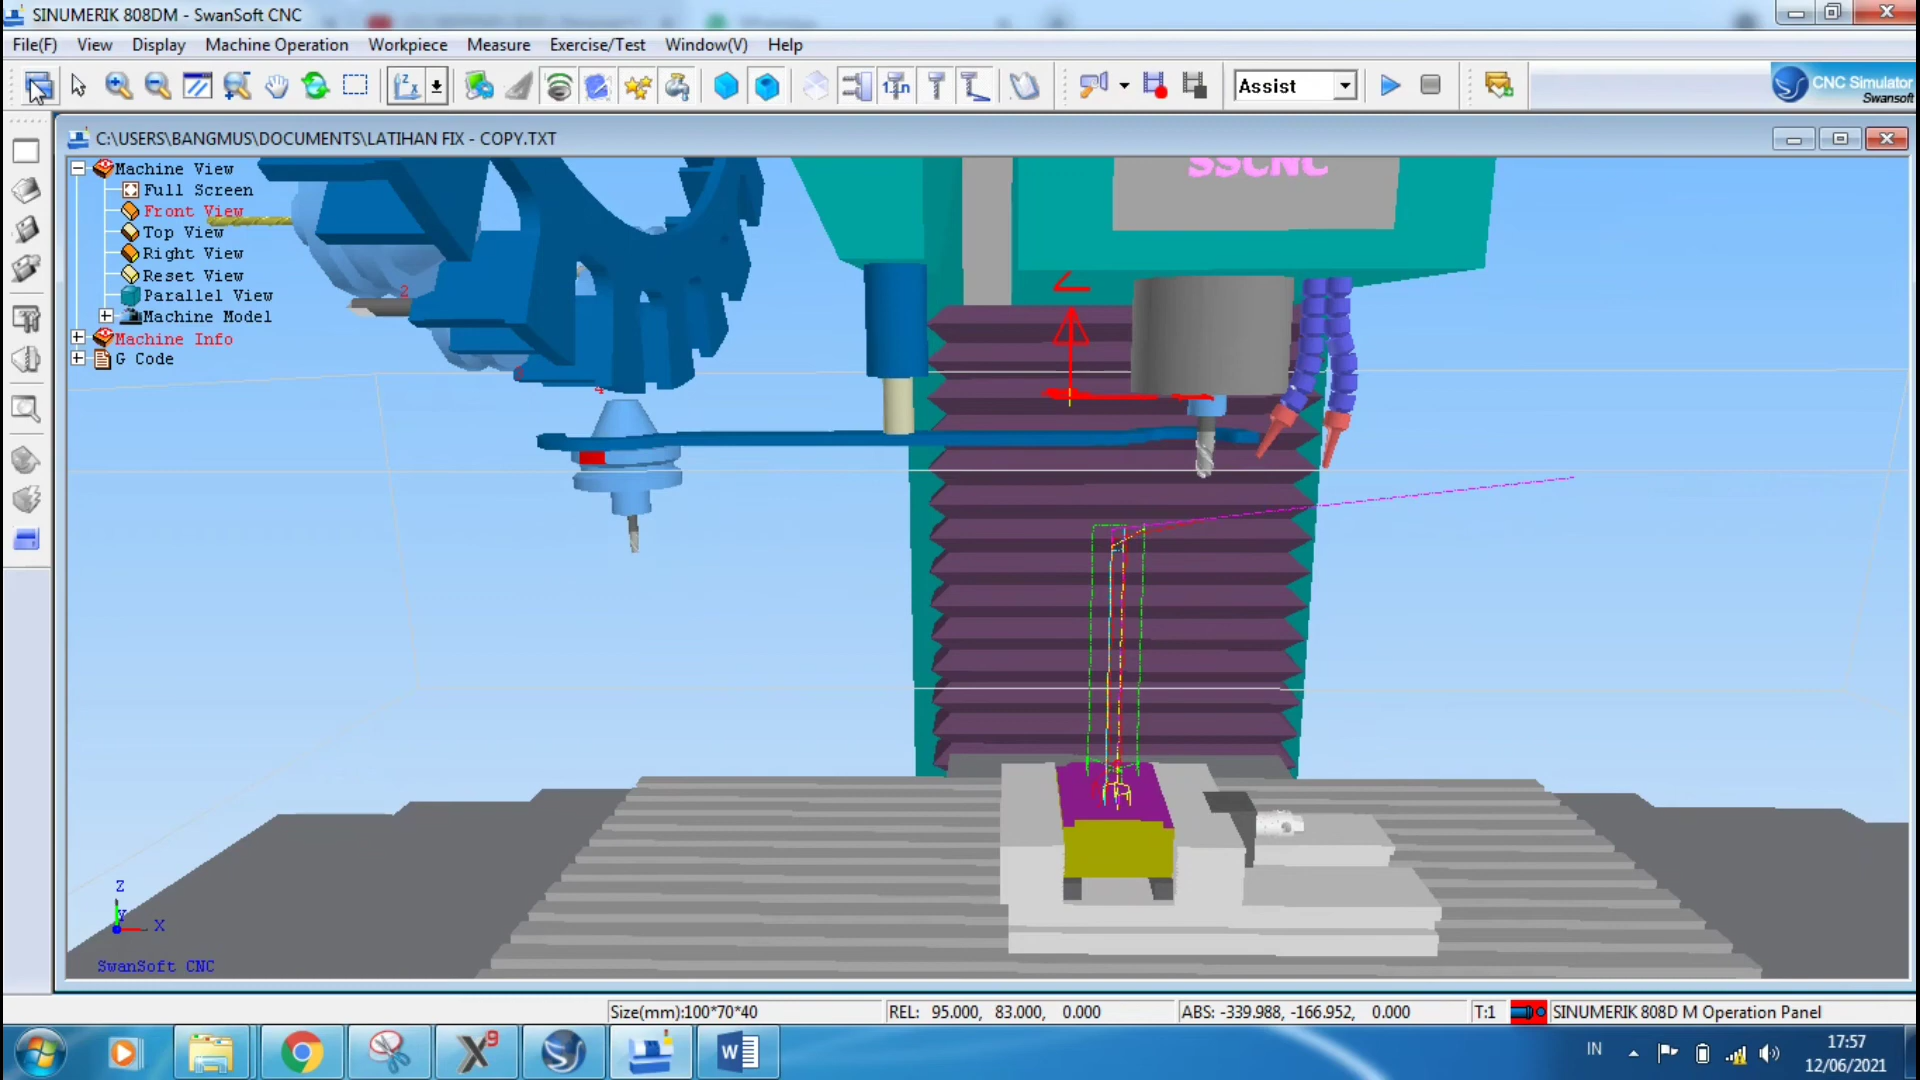 SINUMERIK 808DM - SwanSoft CNC
File(F) View Display Machine Operation Workpiece Measure Exercise/Test Window(V) Help
Assist
CNC Simulator
Swansoft
C:\USERS\BANGMUS\DOCUMENTS\LATIHAN FIX - COPY.TXT
Machine View
Full Screen
Front View
Top View
Right View
Reset View
Parallel View
Machine Model
Machine Info
G Code
SSCNC
2
4
Z
Y
X
SwanSoft CNC
Size(mm):100*70*40 REL: 95.000, 83.000, 0.000 ABS: -339.988, -166.952, 0.000 T:1 SINUMERIK 808D M Operation Panel
IN
17:57
12/06/2021